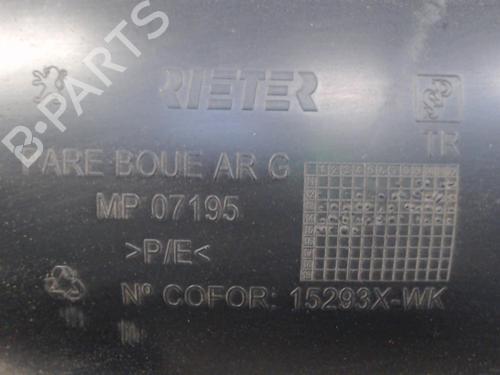 RIETER
TR
PARE BOUE AR G
MP 07195
>P/E<
Nº COFOR: 15293X-WK
B-PARTS